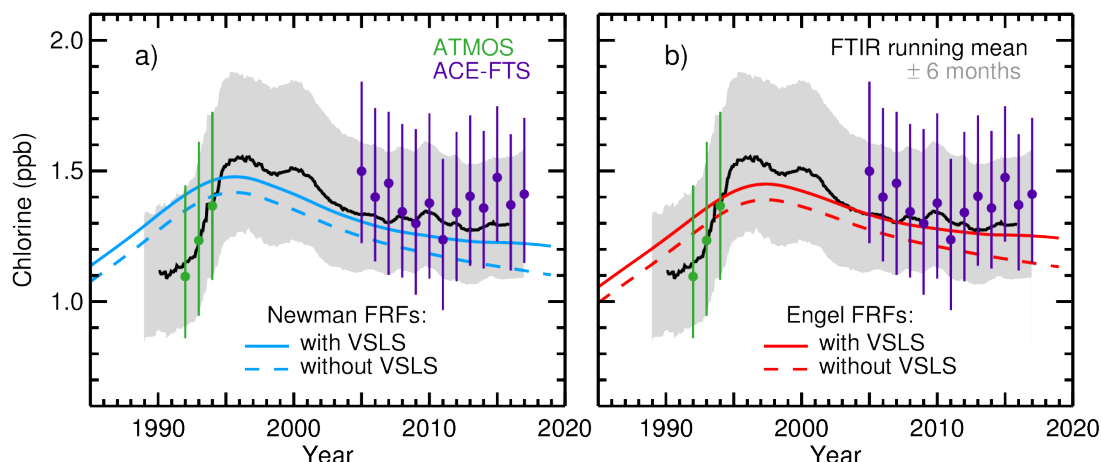 2.0
1.5
1.0
Chlorine (ppb)
a)
ATMOS
ACE-FTS
Newman FRFs:
with VSLS
without VSLS
1990
2000
2010
2020
Year
b)
FTIR running mean
± 6 months
Engel FRFs:
with VSLS
without VSLS
1990
2000
2010
2020
Year